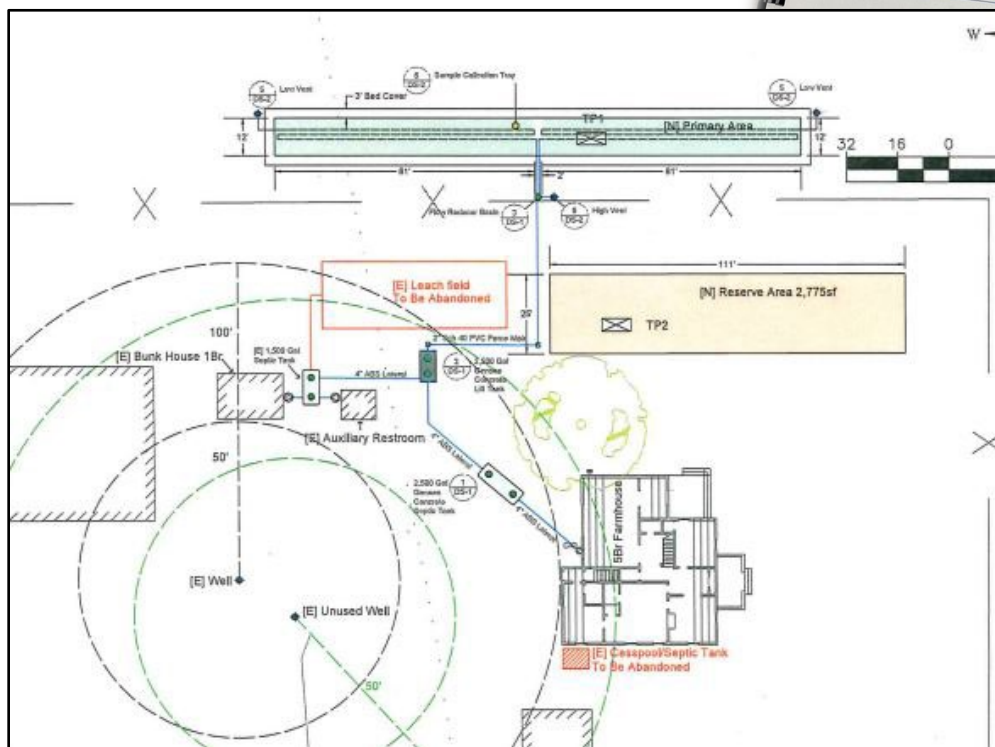 W
5
DS-2
Low Vent
3' Bed Cover
6
DS-2
Sample Collection Tray
5
DS-2
Low Vent
12'
TP1
[N] Primary Area
12'
81'
2'
81'
32 16 0
Flow Reducer Basin
3
DS-1
6
DS-2
High Vent
[E] Leach field
To Be Abandoned
111'
[N] Reserve Area 2,775sf
25'
TP2
100'
[E] Bunk House 1Br
[E] 1,500 Gal
Septic Tank
2" Sch 40 PVC Force Main
4" ABS Lateral
2
DS-1
2,500 Gal
Concrete
Lift Tank
[E] Auxiliary Restroom
50'
4" ABS Lateral
2,500 Gal
Concrete
Septic Tank
1
DS-1
4" ABS Lateral
5Br Farmhouse
[E] Well
[E] Unused Well
50'
[E] Cesspool/Septic Tank
To Be Abandoned